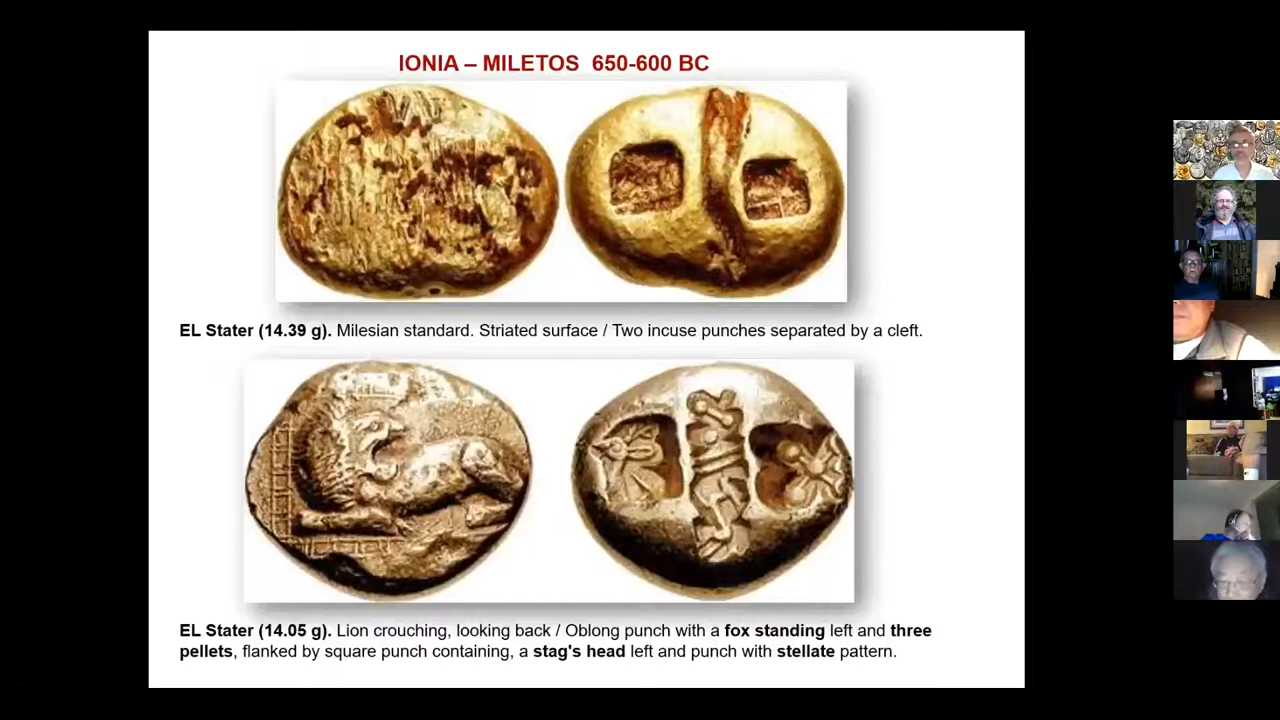 IONIA – MILETOS 650-600 BC
EL Stater (14.39 g). Milesian standard. Striated surface / Two incuse punches separated by a cleft.
EL Stater (14.05 g). Lion crouching, looking back / Oblong punch with a fox standing left and three
pellets, flanked by square punch containing, a stag's head left and punch with stellate pattern.